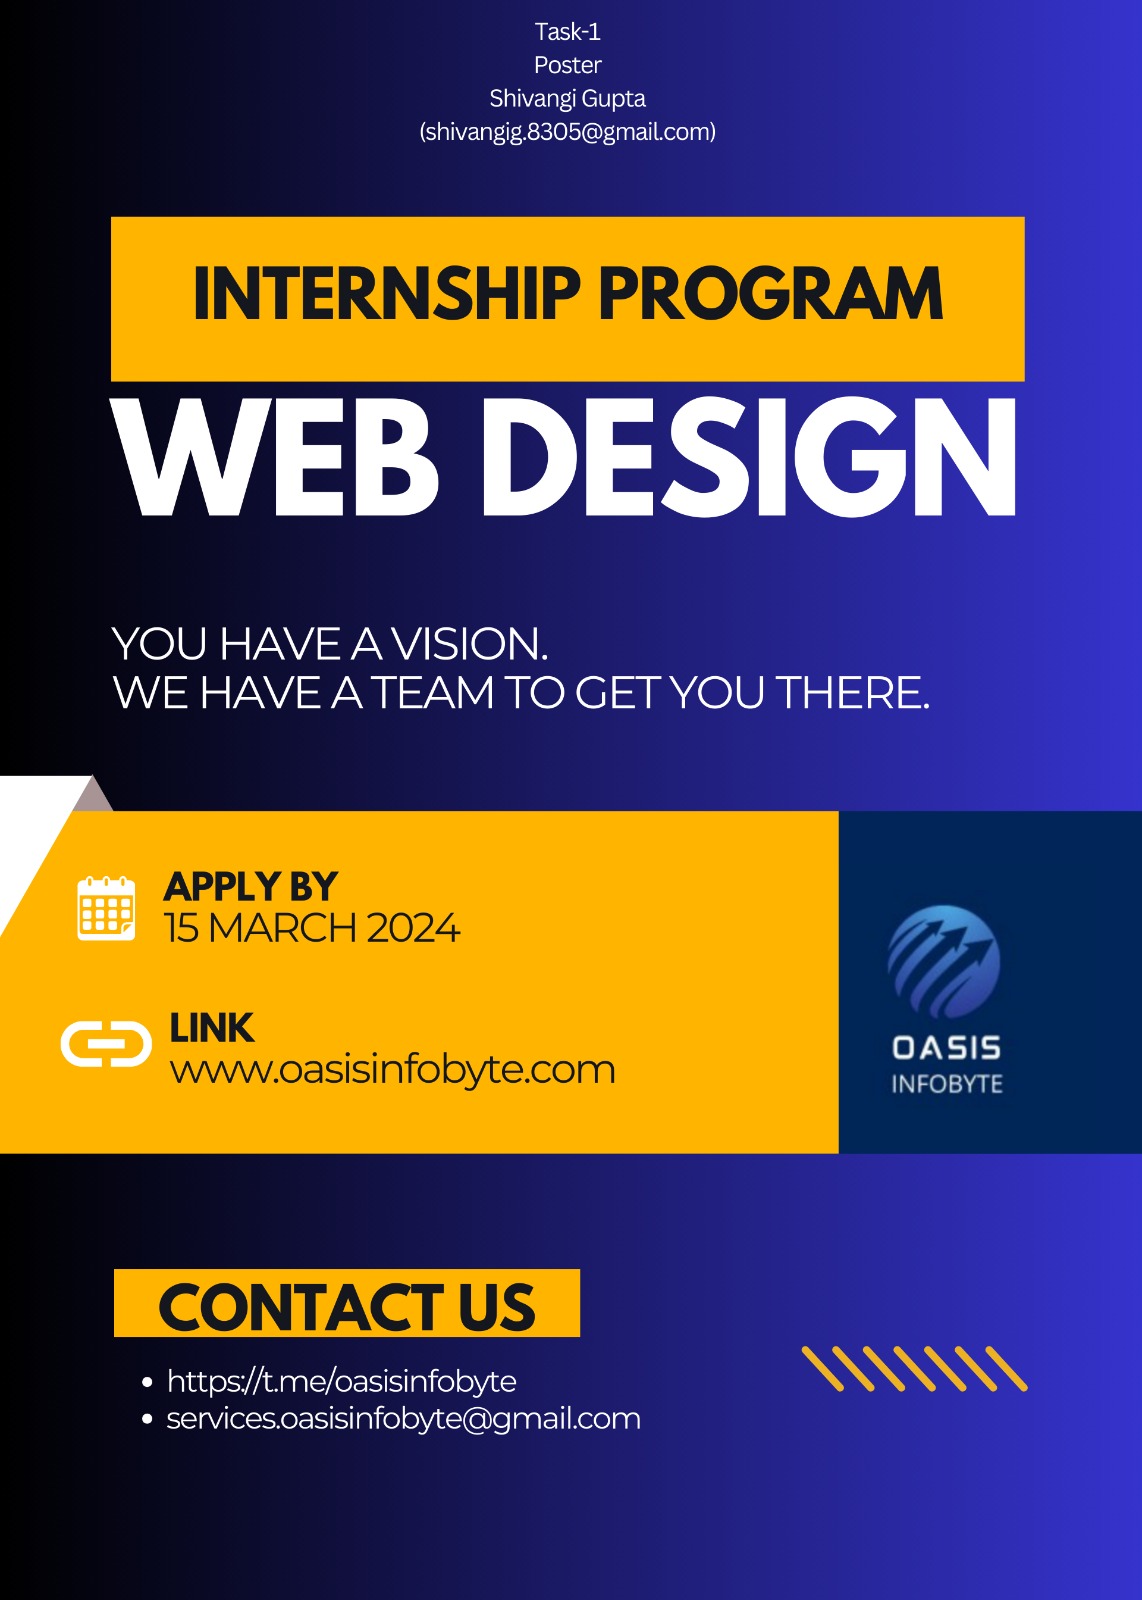 Task-1
Poster
Shivangi Gupta
(shivangig.8305@gmail.com)
INTERNSHIP PROGRAM
WEB DESIGN
YOU HAVE A VISION.
WE HAVE A TEAM TO GET YOU THERE.
APPLY BY
15 MARCH 2024
LINK
www.oasisinfobyte.com
OASIS
INFOBYTE
CONTACT US
• https://t.me/oasisinfobyte
• services.oasisinfobyte@gmail.com